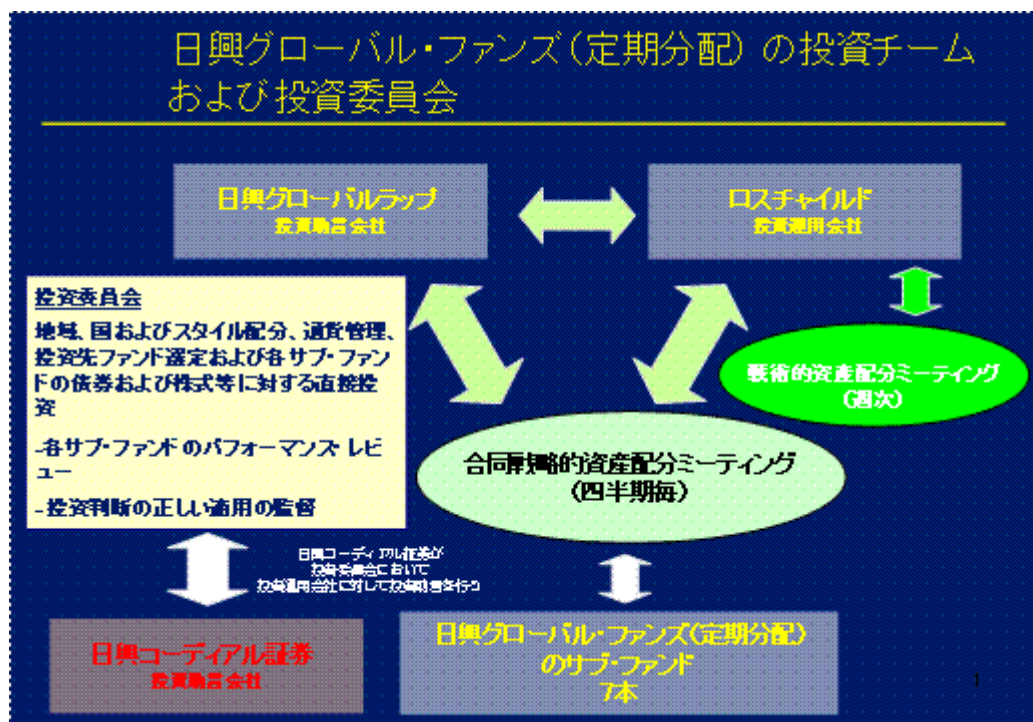 日興グローバル・ファンズ（定期分配）の投資チーム
および投資委員会
日興グローバルラップ
投資助言会社
ロスチャイルド
投資運用会社
投資委員会
地域、国およびスタイル配分、通貨管理、
投資先ファンド選定および各サブ・ファン
ドの債券および株式等に対する直接投
資
-各サブ・ファンドのパフォーマンス・レビ
ュー
-投資判断の正しい適用の監督
戦術的資産配分ミーティング
（週次）
合同戦略的資産配分ミーティング
（四半期毎）
日興コーディアル証券が
投資委員会において
投資運用会社に対して投資助言を行う
日興コーディアル証券
投資助言会社
日興グローバル・ファンズ（定期分配）
のサブ・ファンド
7本
1